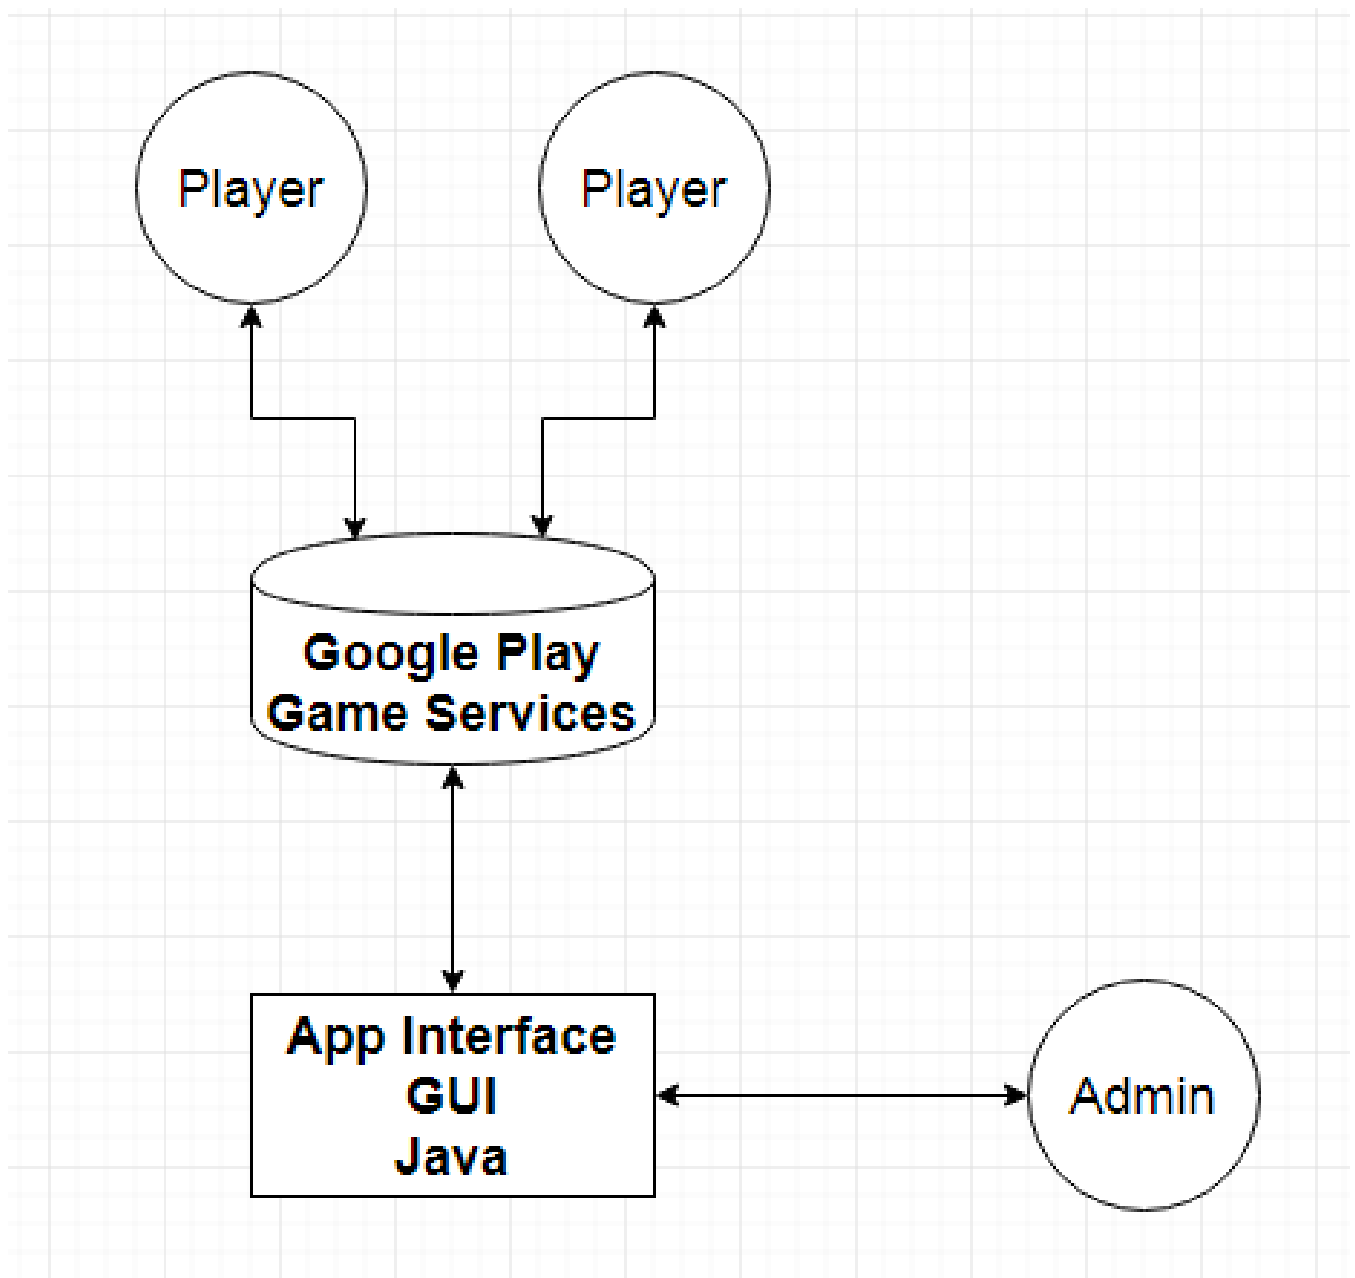 Player
Player
Google Play
Game Services
App Interface
GUI
Java
Admin